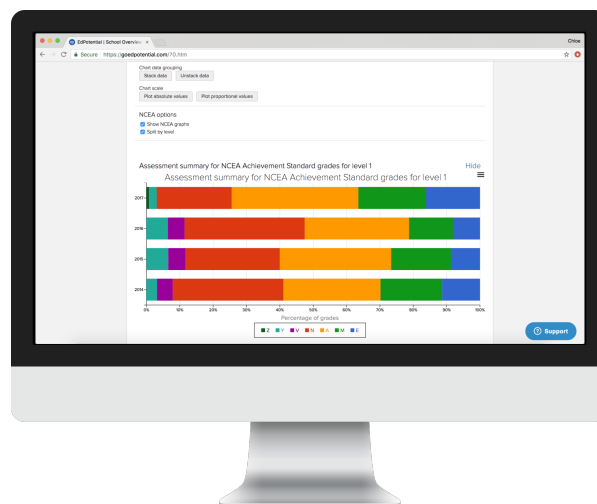 EdPotential | School Overview
Chloe
Secure https://goedpotential.com/70.htm
Chart data grouping
Stack data Unstack data
Chart scale
Plot absolute values Plot proportional values
NCEA options
Show NCEA graphs
Split by level
Assessment summary for NCEA Achievement Standard grades for level 1 Hide
Assessment summary for NCEA Achievement Standard grades for level 1
2017
2016
2015
2014
0% 10% 20% 30% 40% 50% 60% 70% 80% 90% 100%
Percentage of grades
Z Y V N A M E
Support